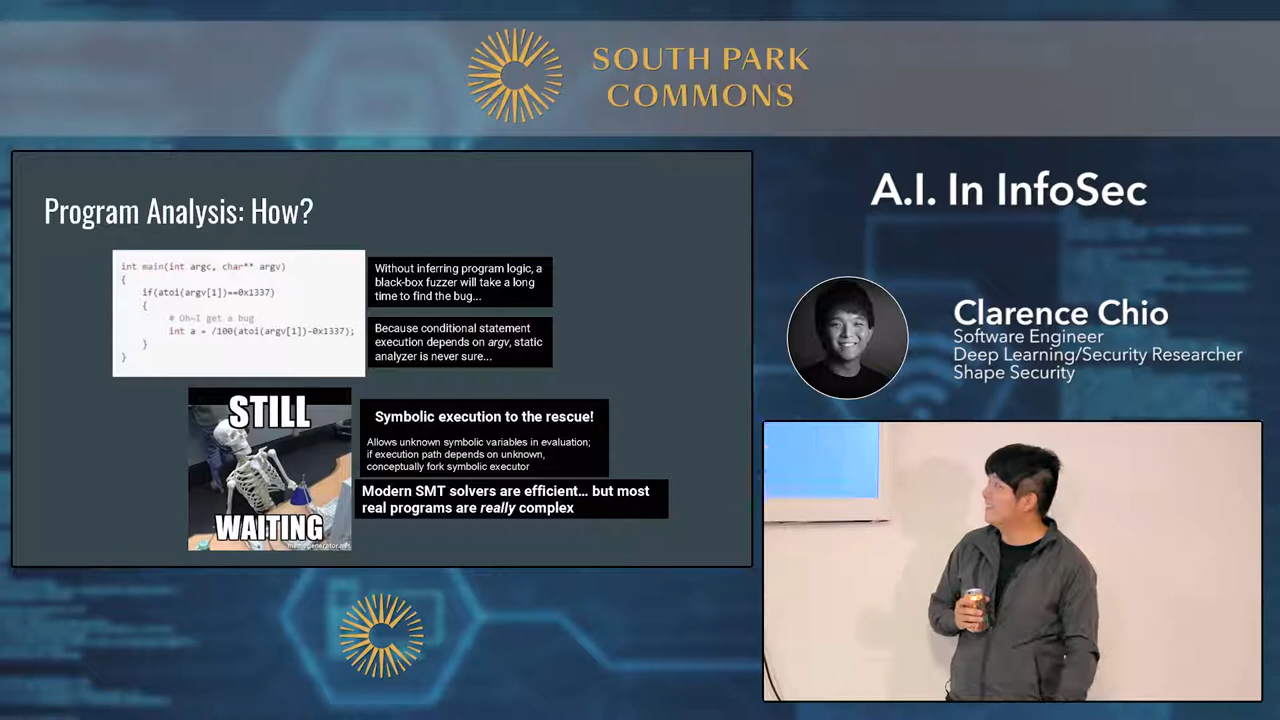 SOUTH PARK
COMMONS
Program Analysis: How?
int main(int argc, char** argv)
{
if(atoi(argv[1])==0x1337)
{
# Oh~I get a bug
int a = /100(atoi(argv[1])-0x1337);
}
}
Without inferring program logic, a
black-box fuzzer will take a long
time to find the bug...
Because conditional statement
execution depends on argv, static
analyzer is never sure...
STILL
WAITING
memegenerator.net
Symbolic execution to the rescue!
Allows unknown symbolic variables in evaluation;
if execution path depends on unknown,
conceptually fork symbolic executor
Modern SMT solvers are efficient... but most
real programs are really complex
A.I. In InfoSec
Clarence Chio
Software Engineer
Deep Learning/Security Researcher
Shape Security